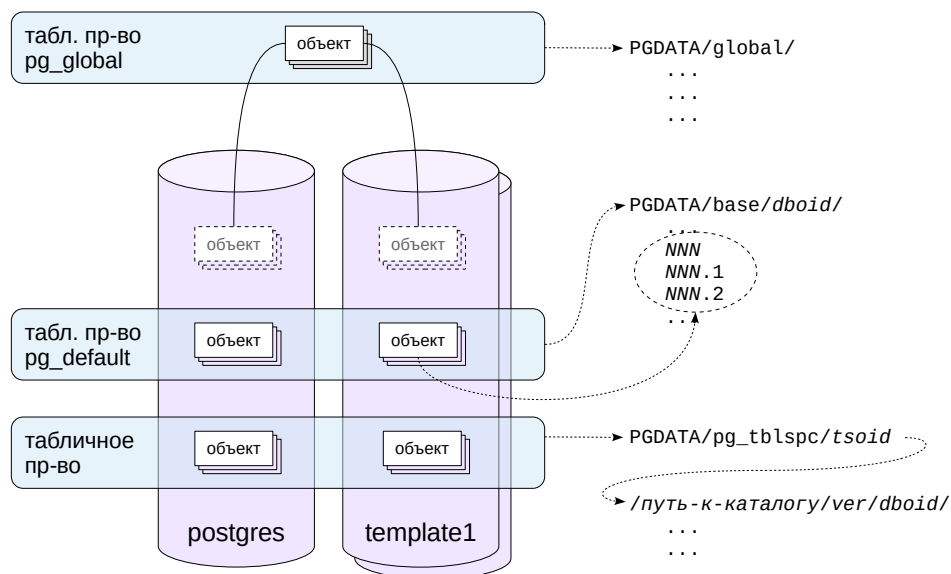 табл. пр-во
pg_global
объект
PGDATA/global/
...
...
...
объект
объект
PGDATA/base/dboid/
...
NNN
NNN.1
NNN.2
...
табл. пр-во
pg_default
объект
объект
табличное
пр-во
объект
объект
PGDATA/pg_tblspc/tsoid
/путь-к-каталогу/ver/dboid/
...
...
postgres
template1